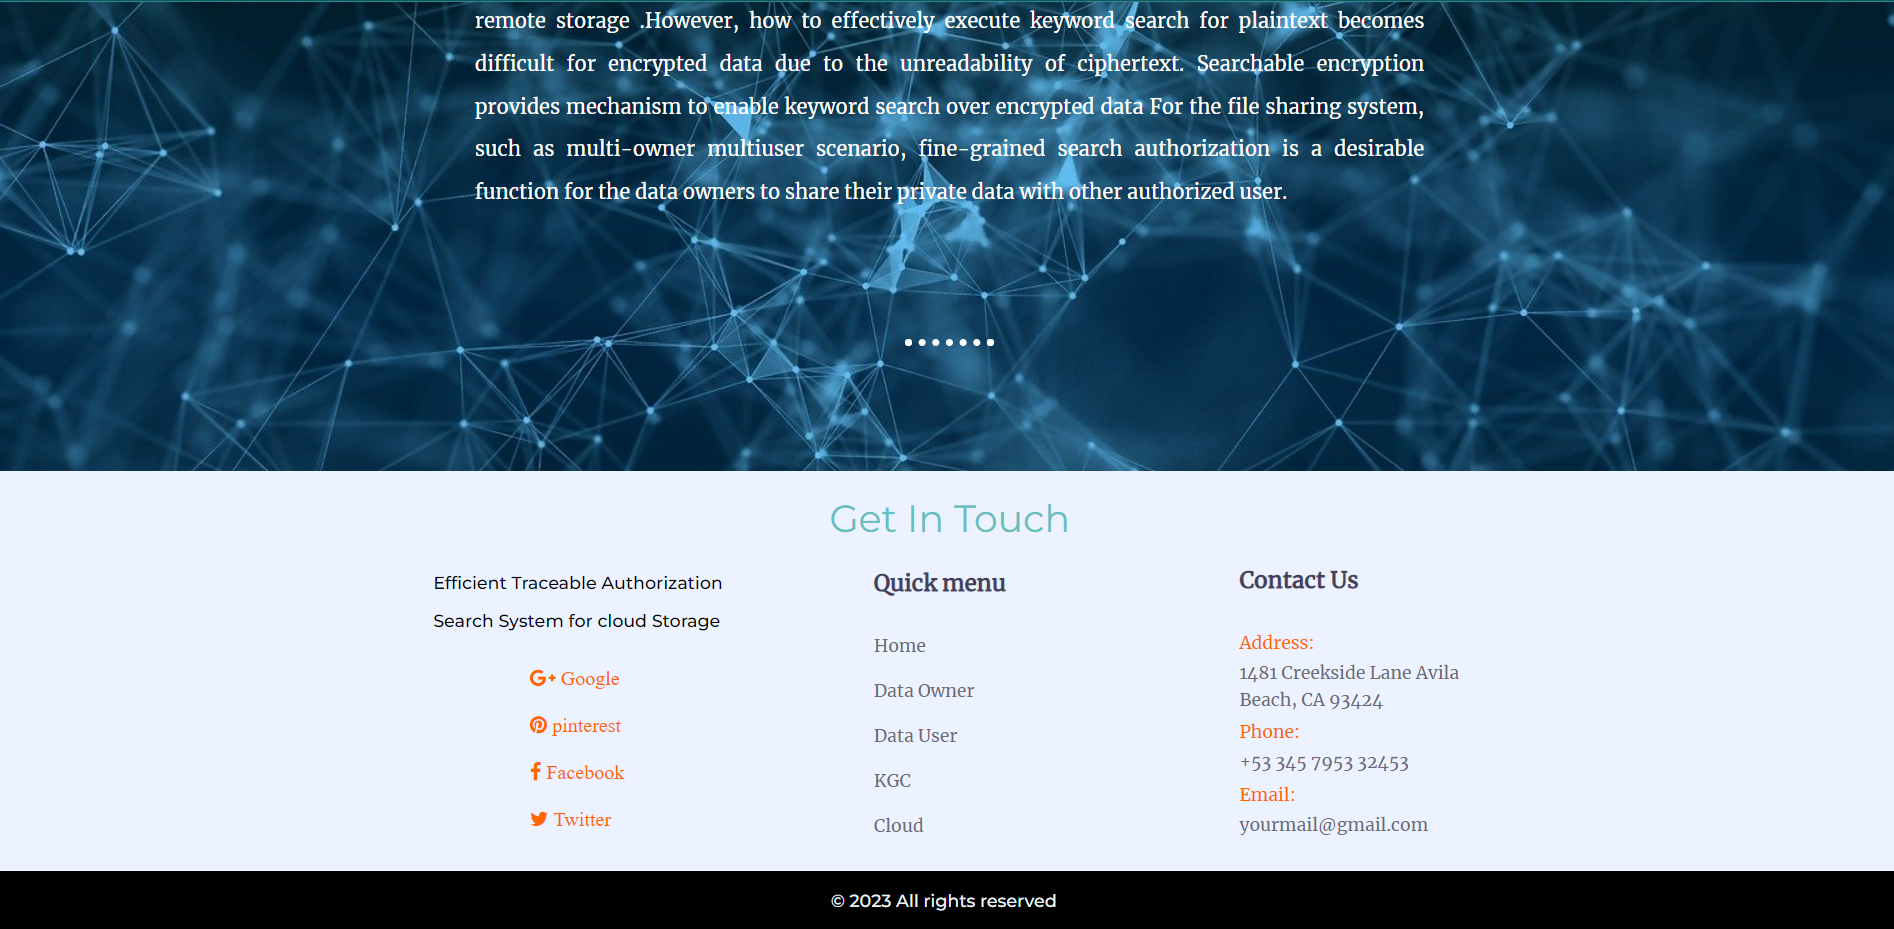 remote storage .However, how to effectively execute keyword search for plaintext becomes
difficult for encrypted data due to the unreadability of ciphertext. Searchable encryption
provides mechanism to enable keyword search over encrypted data For the file sharing system,
such as multi-owner multiuser scenario, fine-grained search authorization is a desirable
function for the data owners to share their private data with other authorized user.
Get In Touch
Efficient Traceable Authorization
Search System for cloud Storage
G+ Google
pinterest
Facebook
Twitter
Quick menu
Home
Data Owner
Data User
KGC
Cloud
Contact Us
Address:
1481 Creekside Lane Avila
Beach, CA 93424
Phone:
+53 345 7953 32453
Email:
yourmail@gmail.com
© 2023 All rights reserved